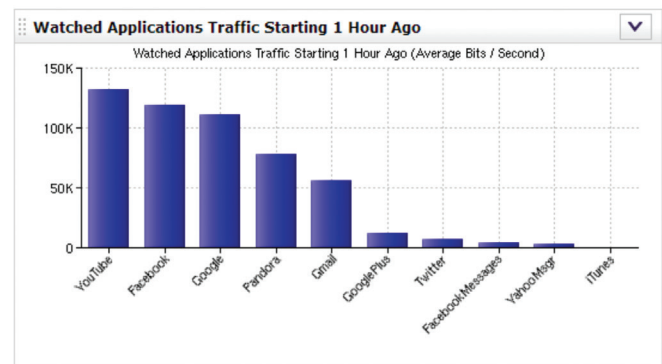 Watched Applications Traffic Starting 1 Hour Ago
Watched Applications Traffic Starting 1 Hour Ago (Average Bits / Second)
150K
100K
50K
0
YouTube
Facebook
Google
Pandora
Gmail
GooglePlus
Twitter
FacebookMessages
YahooMsgr
iTunes